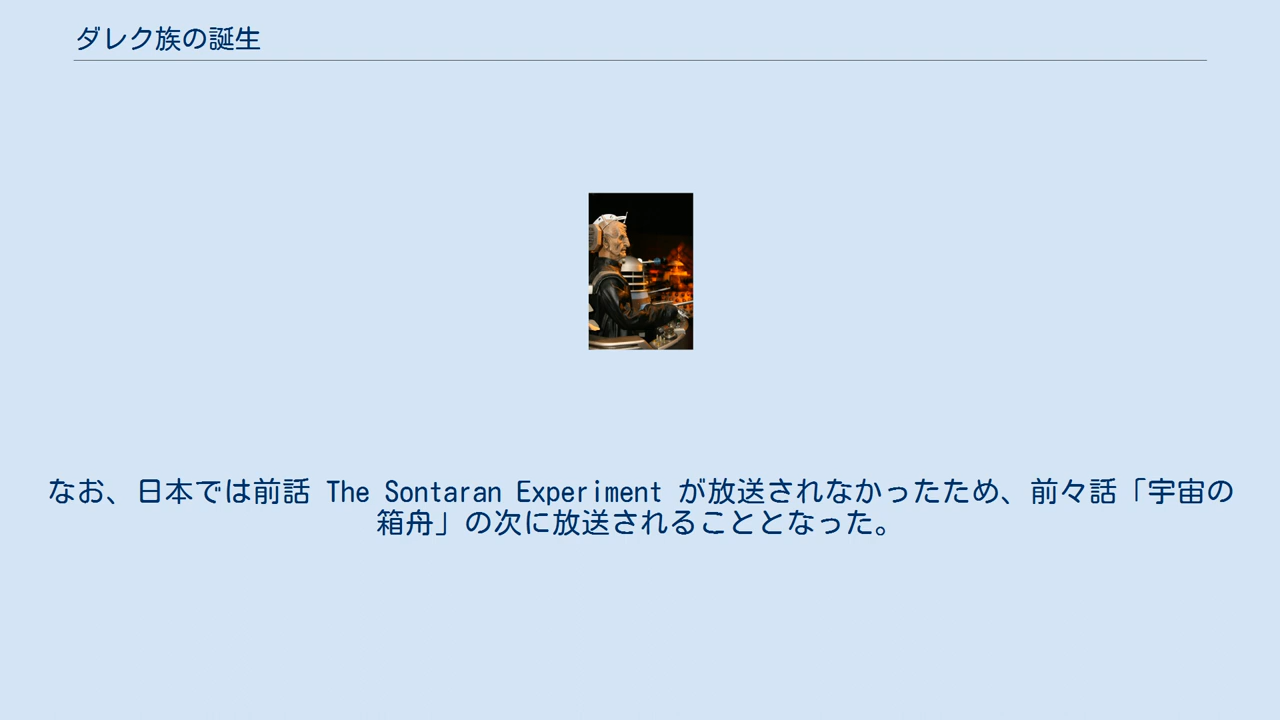 ダレク族の誕生
なお、日本では前話 The Sontaran Experiment が放送されなかったため、前々話「宇宙の
箱舟」の次に放送されることとなった。